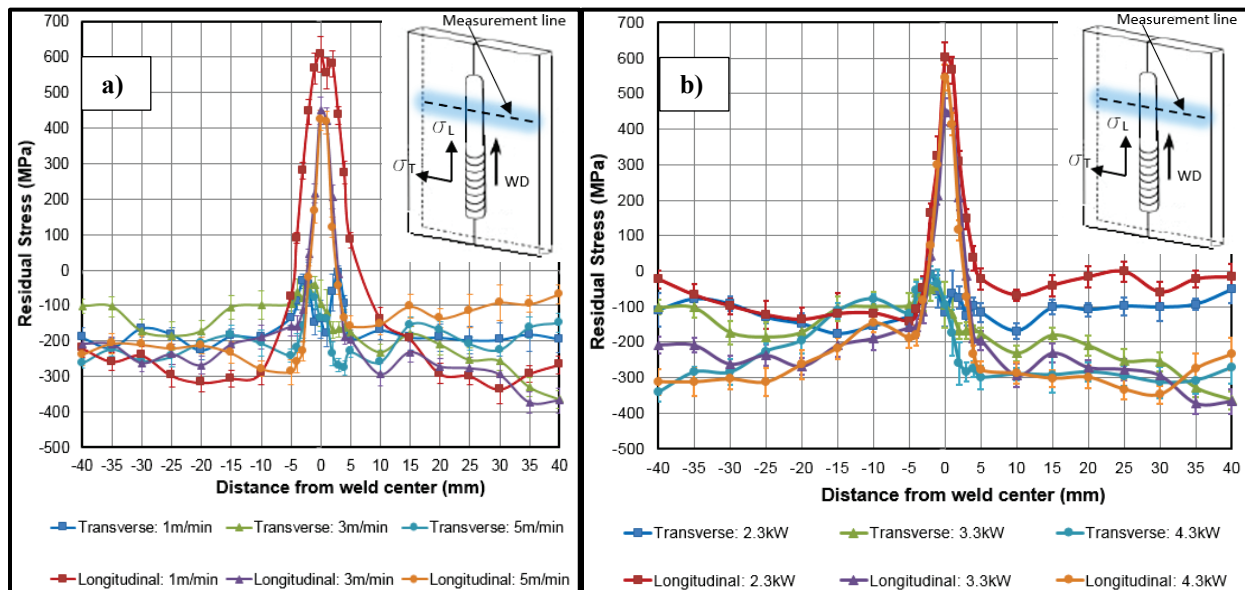 a)
Measurement line
σL
σT
WD
Residual Stress (MPa)
700
600
500
400
300
200
100
0
-100
-200
-300
-400
-500
-40 -35 -30 -25 -20 -15 -10 -5 0 5 10 15 20 25 30 35 40
Distance from weld center (mm)
Transverse: 1m/min Transverse: 3m/min Transverse: 5m/min
Longitudinal: 1m/min Longitudinal: 3m/min Longitudinal: 5m/min
b)
Measurement line
σL
σT
WD
Residual Stress (MPa)
700
600
500
400
300
200
100
0
-100
-200
-300
-400
-500
-40 -35 -30 -25 -20 -15 -10 -5 0 5 10 15 20 25 30 35 40
Distance from weld center (mm)
Transverse: 2.3kW Transverse: 3.3kW Transverse: 4.3kW
Longitudinal: 2.3kW Longitudinal: 3.3kW Longitudinal: 4.3kW